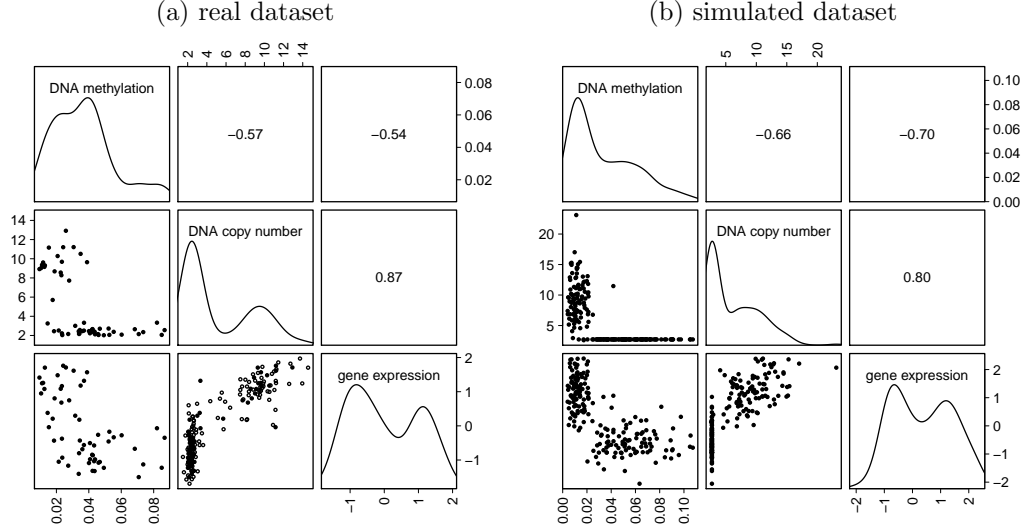 (a) real dataset
(b) simulated dataset
2 4 6 8 10 12 14
5 10 15 20
DNA methylation
−0.57
−0.54
0.08
0.06
0.04
0.02
DNA methylation
−0.66
−0.70
0.10
0.08
0.06
0.04
0.02
0.00
14
12
10
8
6
4
2
DNA copy number
0.87
20
15
10
5
DNA copy number
0.80
gene expression
2
1
0
−1
gene expression
2
1
0
−1
−2
0.02 0.04 0.06 0.08
−1 0 1 2
0.00 0.02 0.04 0.06 0.08 0.10
−2 −1 0 1 2